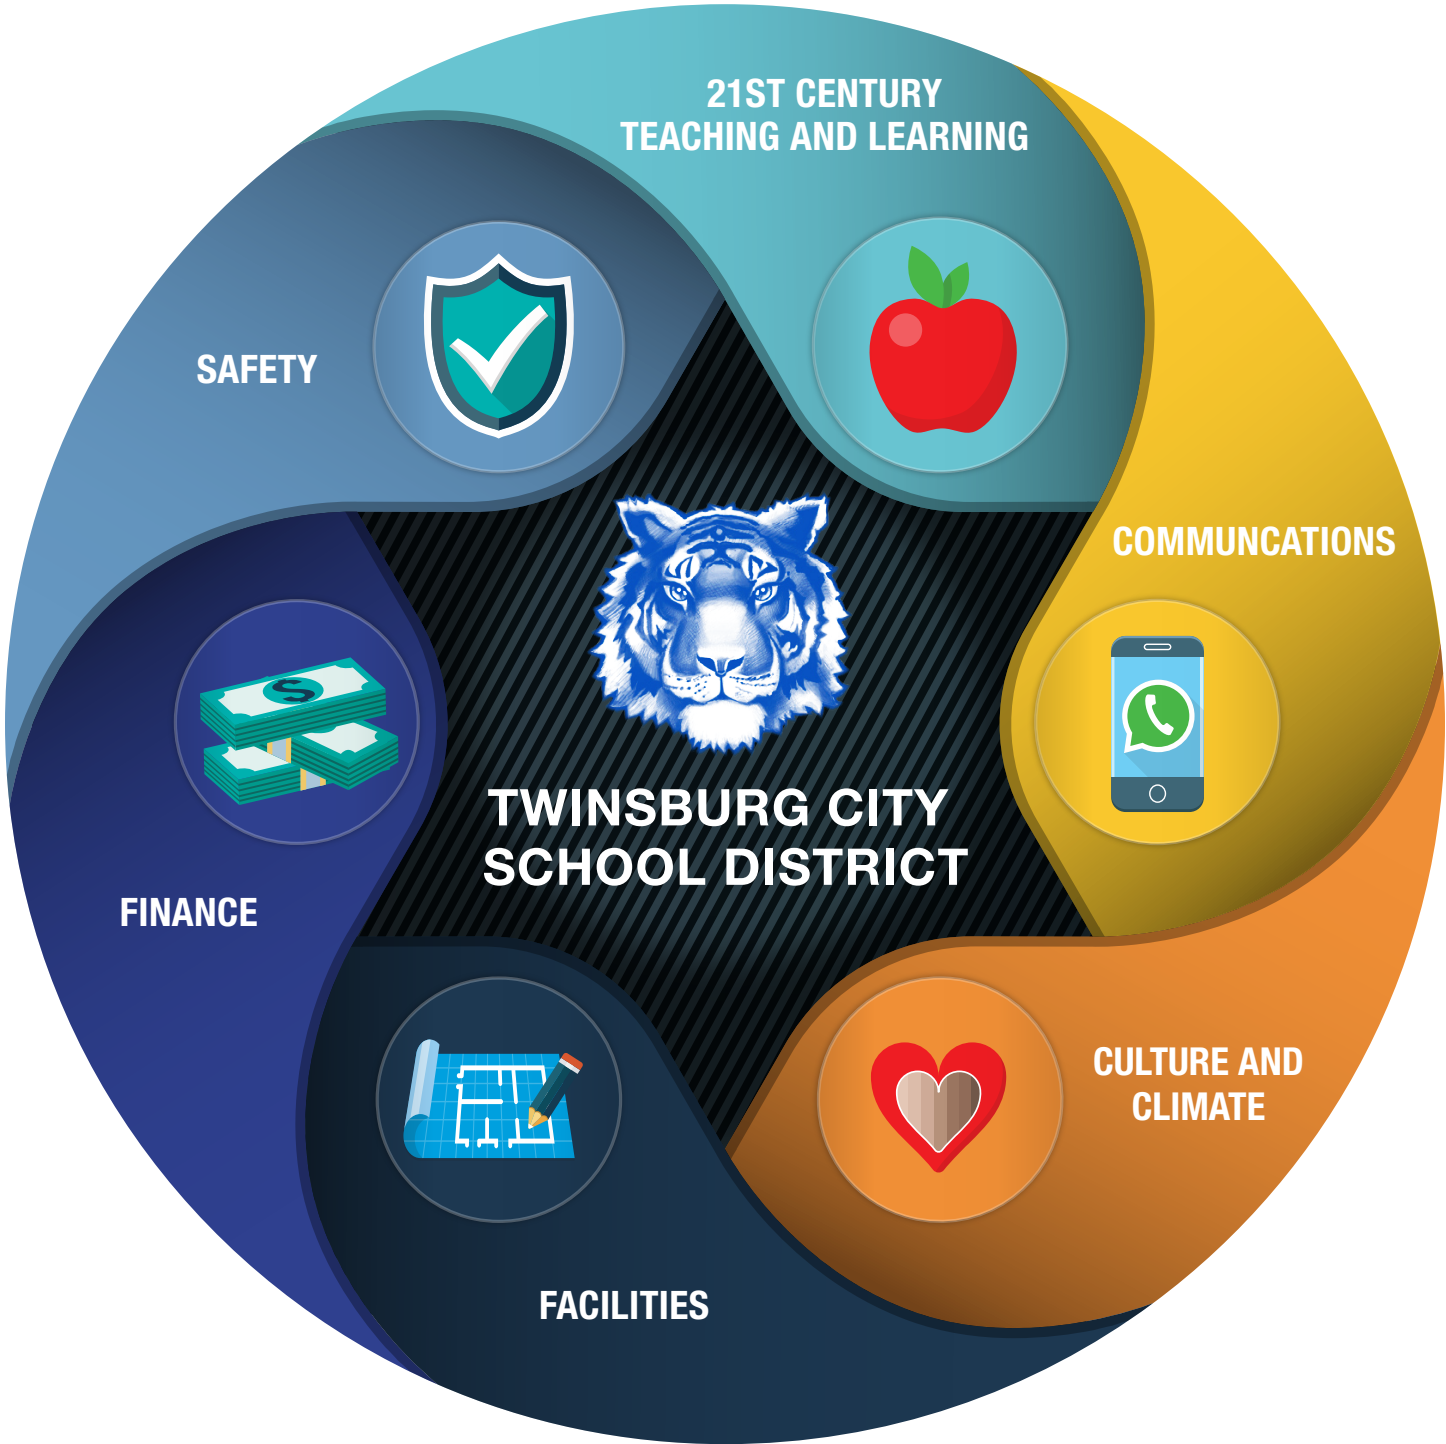 21ST CENTURY
TEACHING AND LEARNING
SAFETY
COMMUNCATIONS
$
TWINSBURG CITY
SCHOOL DISTRICT
FINANCE
CULTURE AND
CLIMATE
FACILITIES